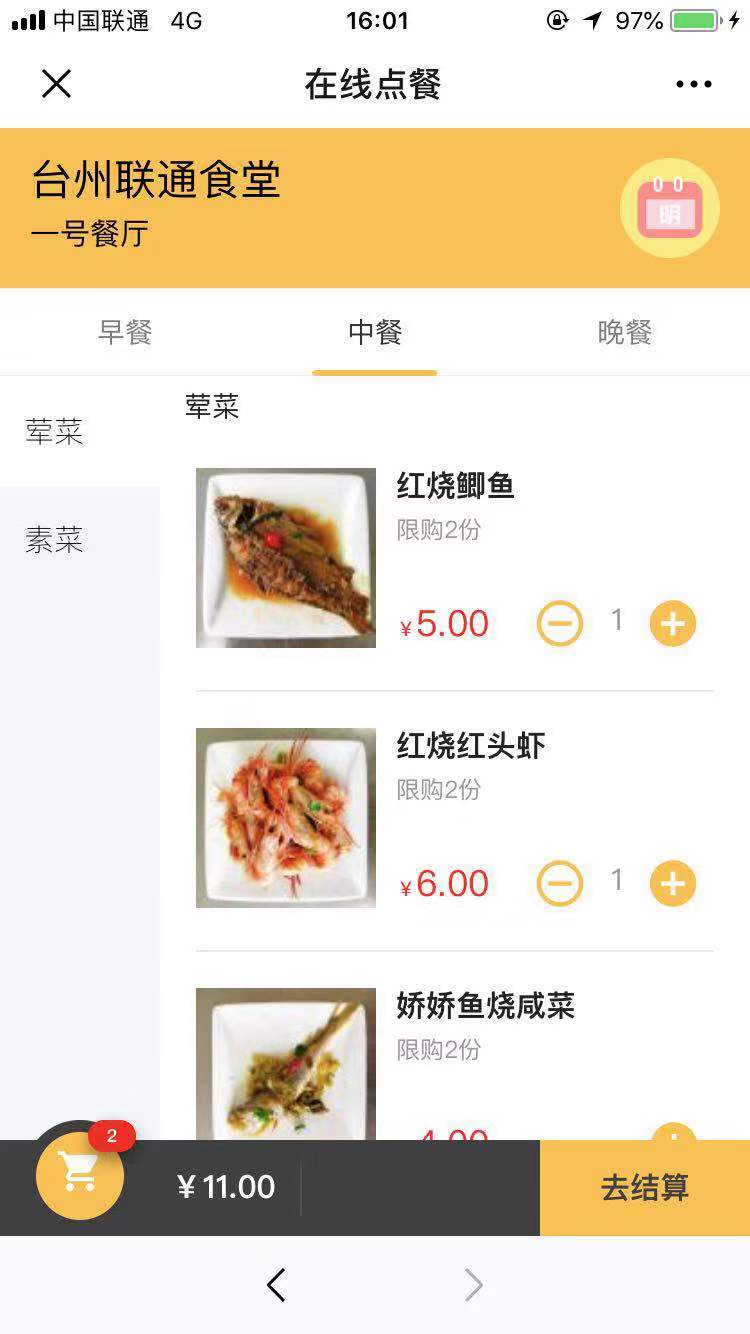 中国联通 4G 16:01 97%
在线点餐
台州联通食堂
一号餐厅
明
早餐 中餐 晚餐
荤菜
素菜
荤菜
红烧鲫鱼
限购2份
¥5.00 1
红烧红头虾
限购2份
¥6.00 1
娇娇鱼烧咸菜
限购2份
4.00
2
¥11.00 去结算